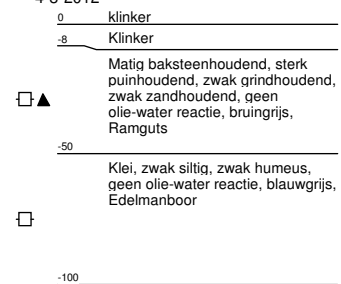 4-8-2012
0 klinker
-8 Klinker
Matig baksteenhoudend, sterk
puinhoudend, zwak grindhoudend,
zwak zandhoudend, geen
olie-water reactie, bruingrijs,
Ramguts
-50
Klei, zwak siltig, zwak humeus,
geen olie-water reactie, blauwgrijs,
Edelmanboor
-100